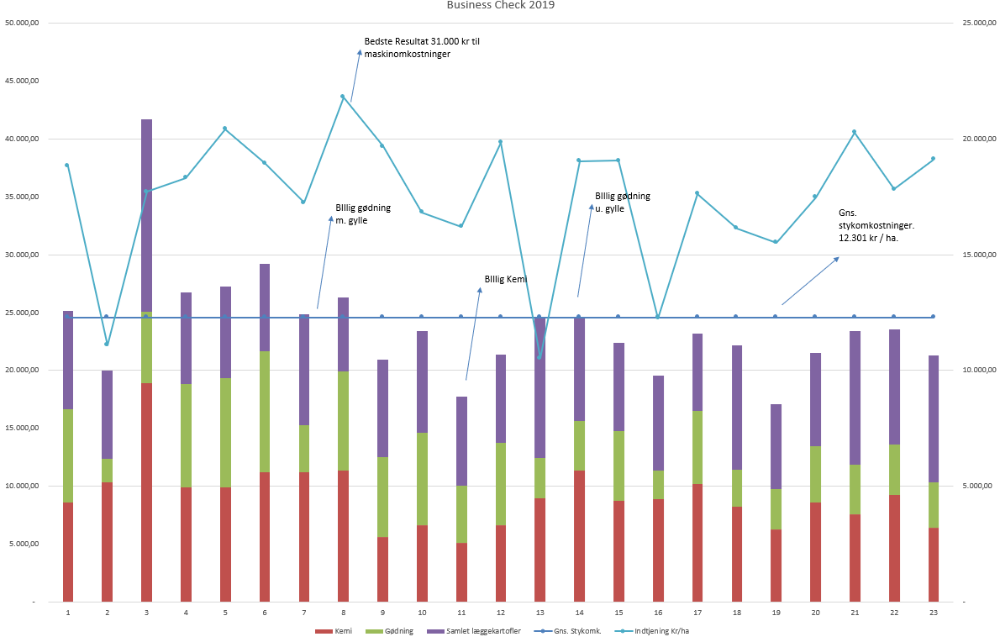 Business Check 2019
50.000,00
45.000,00
40.000,00
35.000,00
30.000,00
25.000,00
20.000,00
15.000,00
10.000,00
5.000,00
-
25.000,00
20.000,00
15.000,00
10.000,00
5.000,00
-
Bedste Resultat 31.000 kr til
maskinomkostninger
BIllig gødning
m. gylle
BIllig Kemi
BIllig gødning
u. gylle
Gns.
stykomkostninger.
12.301 kr / ha.
1 2 3 4 5 6 7 8 9 10 11 12 13 14 15 16 17 18 19 20 21 22 23
Kemi Gødning Samlet læggekartofler Gns. Stykomk. Indtjening Kr/ha